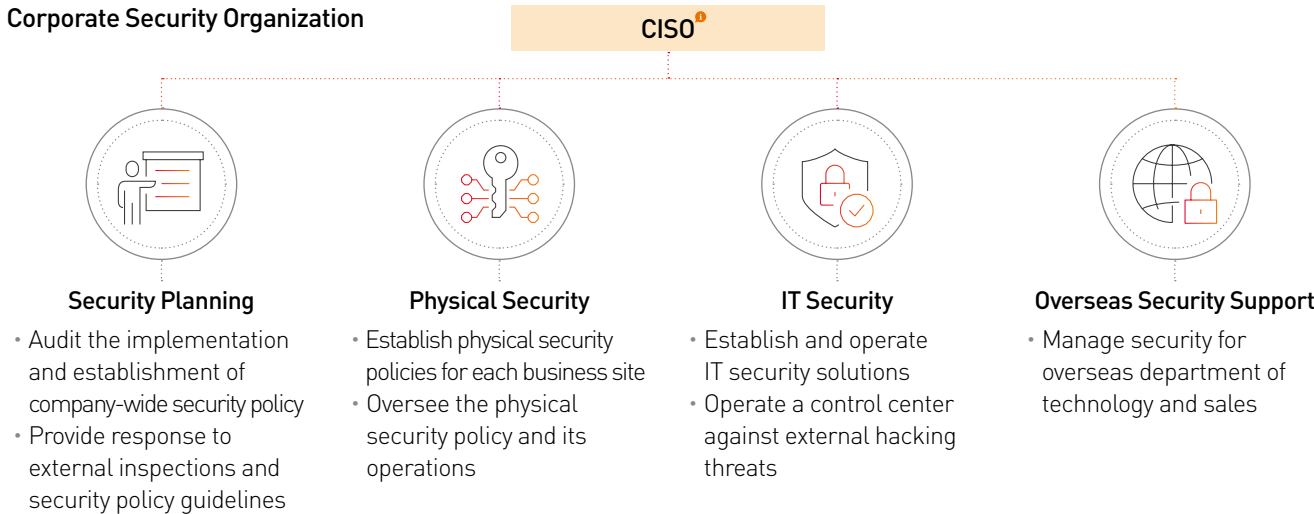 Corporate Security Organization
CISO
Security Planning
• Audit the implementation
and establishment of
company-wide security policy
• Provide response to
external inspections and
security policy guidelines
Physical Security
• Establish physical security
policies for each business site
• Oversee the physical
security policy and its
operations
IT Security
• Establish and operate
IT security solutions
• Operate a control center
against external hacking
threats
Overseas Security Support
• Manage security for
overseas department of
technology and sales